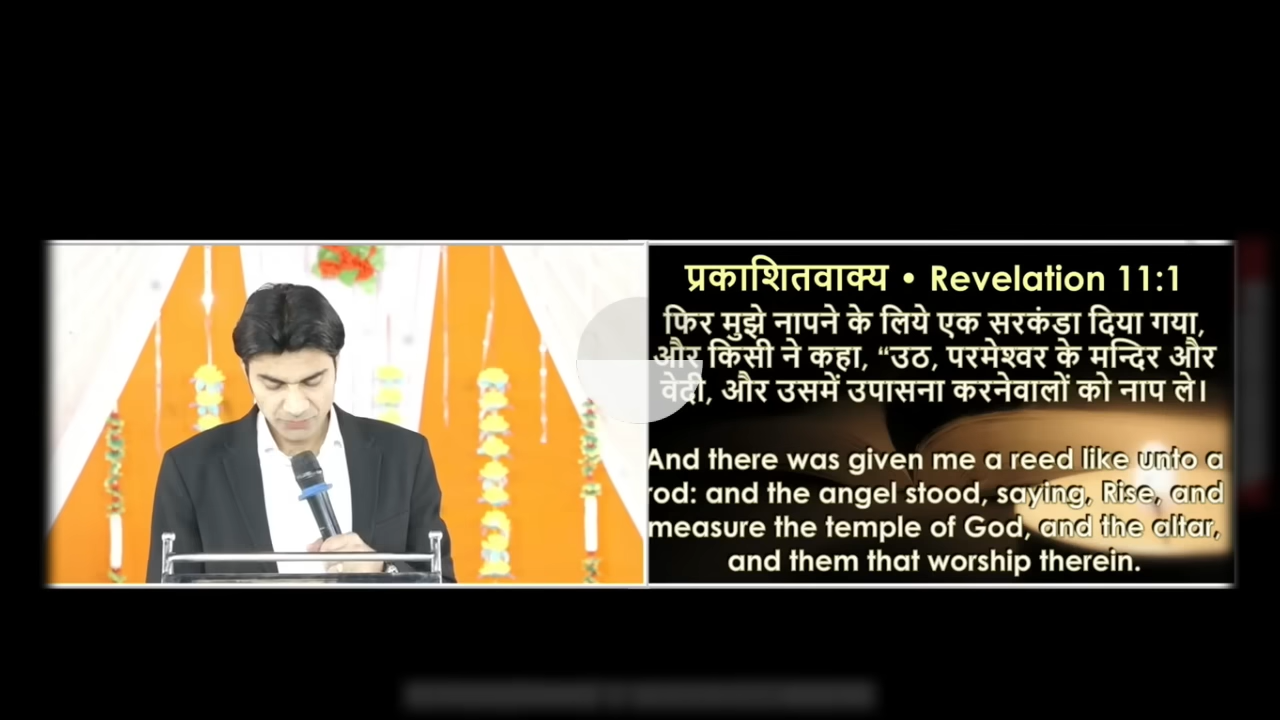 प्रकाशितवाक्य • Revelation 11:1
फिर मुझे नापने के लिये एक सरकंडा दिया गया,
और किसी ने कहा, “उठ, परमेश्वर के मन्दिर और
वेदी, और उसमें उपासना करनेवालों को नाप ले।
And there was given me a reed like unto a
rod: and the angel stood, saying, Rise, and
measure the temple of God, and the altar,
and them that worship therein.